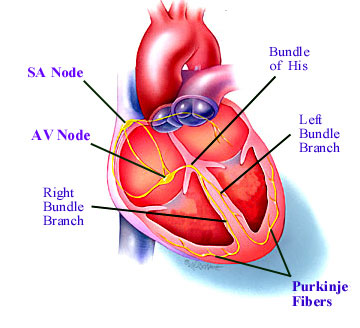 Bundle
of His
SA Node
Left
Bundle
Branch
AV Node
Right
Bundle
Branch
Purkinje
Fibers